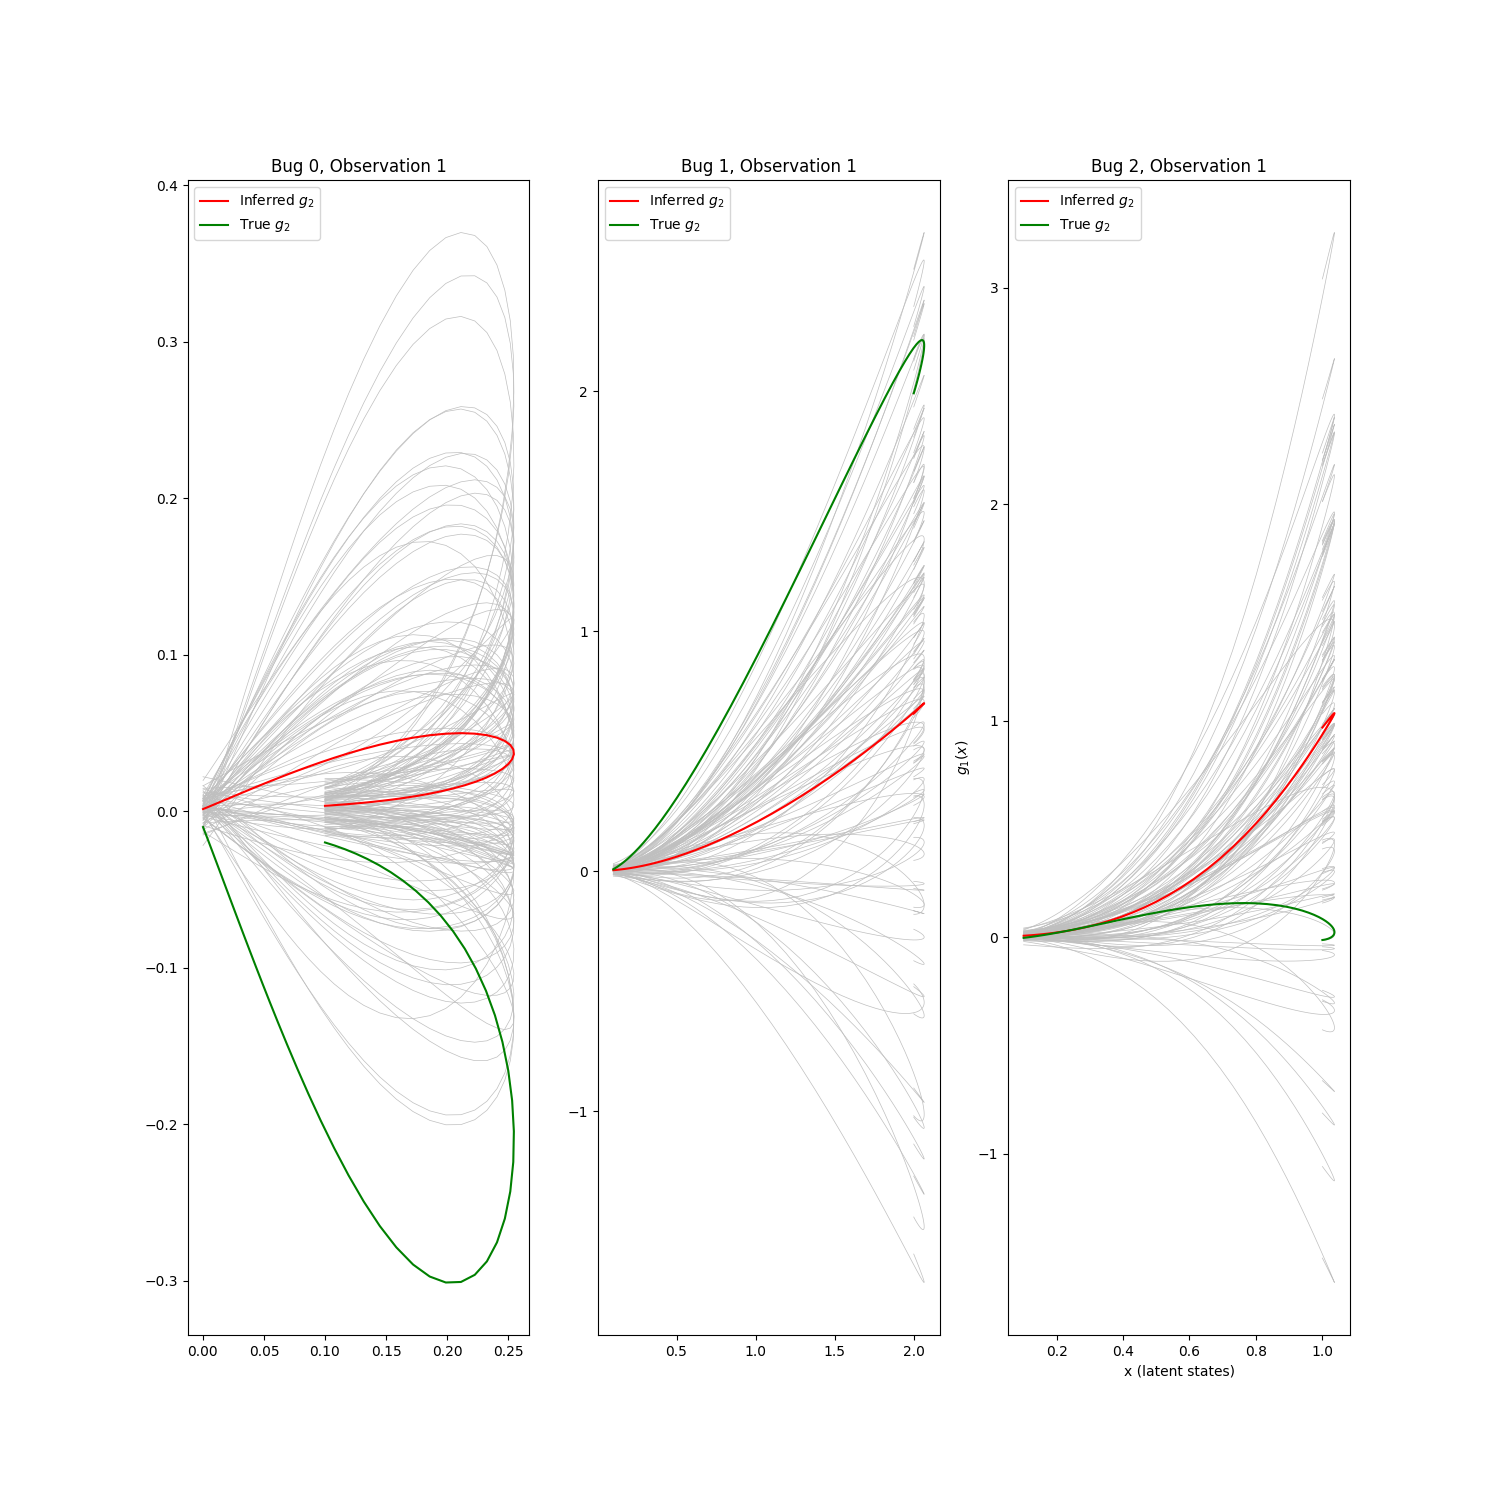 Bug 0, Observation 1
Inferred g₂
True g₂
0.4
0.3
0.2
0.1
0.0
−0.1
−0.2
−0.3
0.00 0.05 0.10 0.15 0.20 0.25
Bug 1, Observation 1
Inferred g₂
True g₂
2
1
0
−1
0.5 1.0 1.5 2.0
Bug 2, Observation 1
Inferred g₂
True g₂
g₁(x)
3
2
1
0
−1
0.2 0.4 0.6 0.8 1.0
x (latent states)